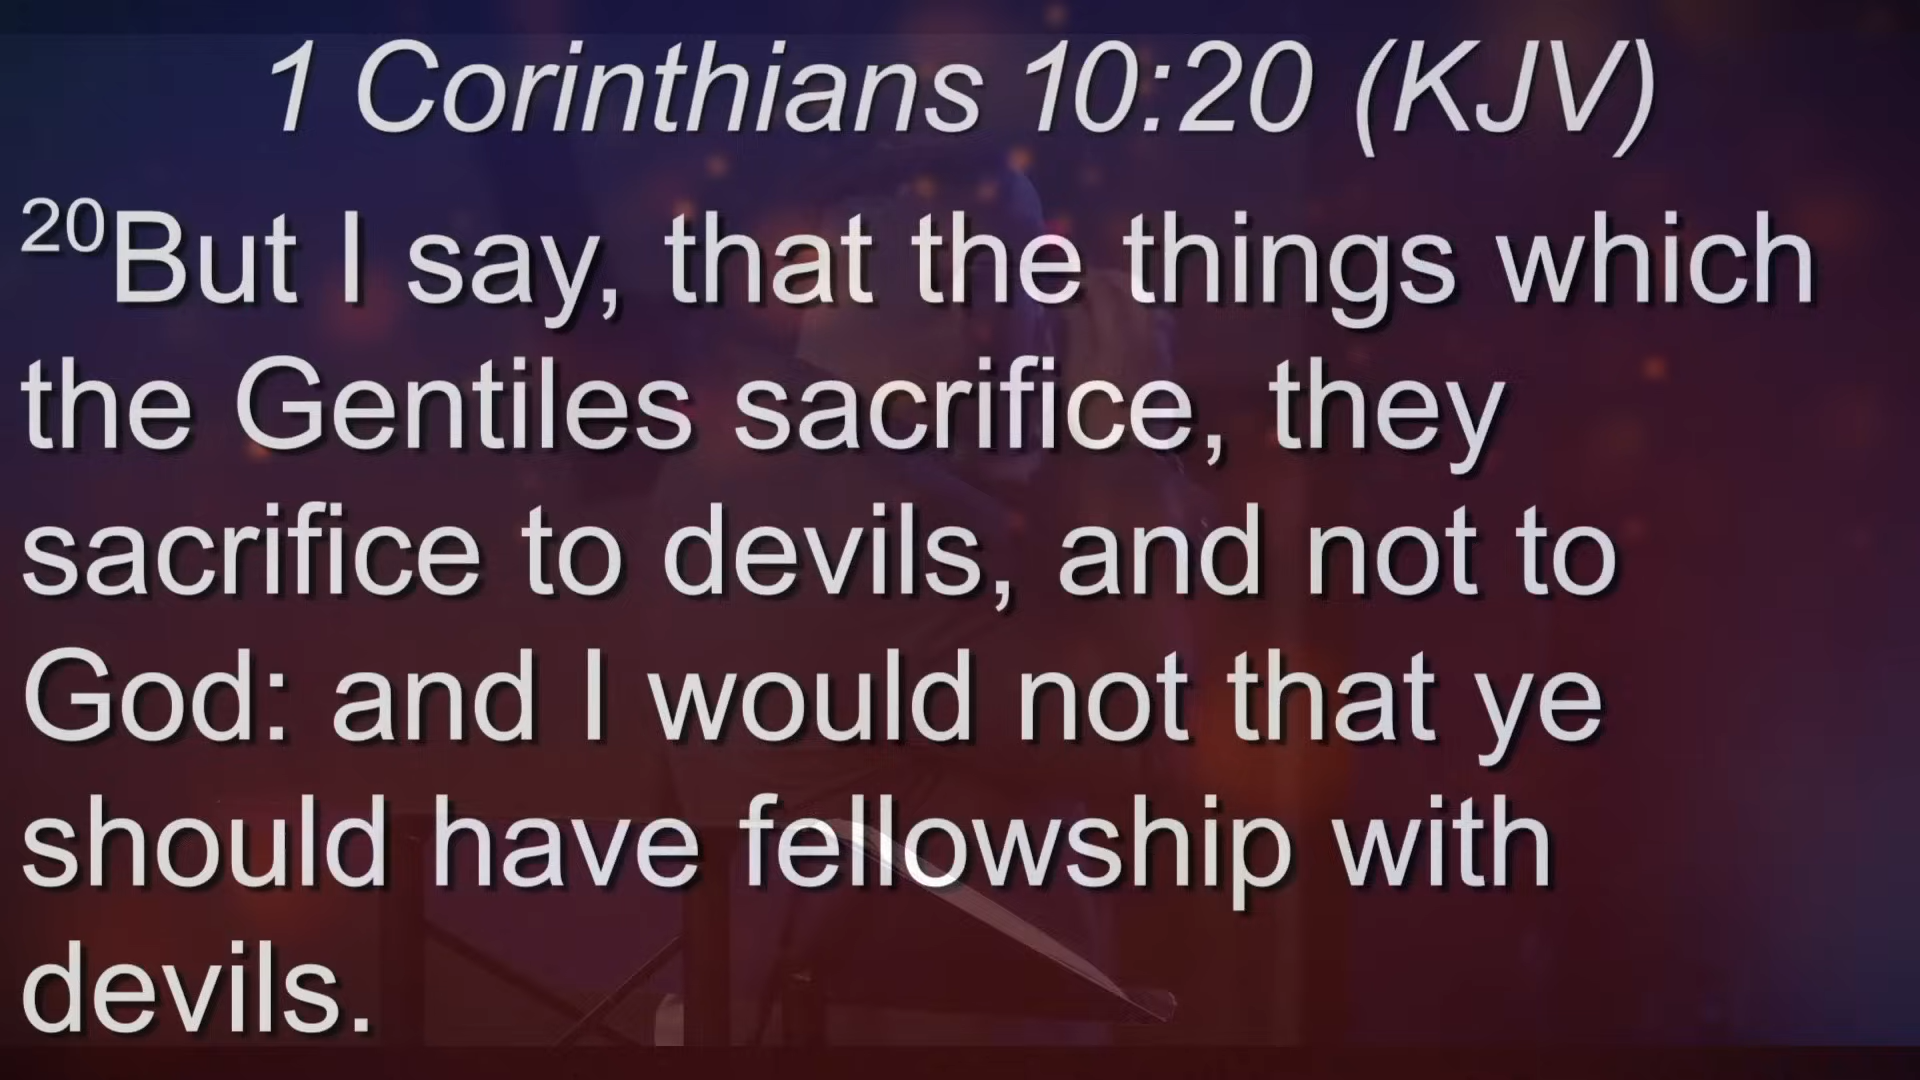 1 Corinthians 10:20 (KJV)
20But I say, that the things which
the Gentiles sacrifice, they
sacrifice to devils, and not to
God: and I would not that ye
should have fellowship with
devils.